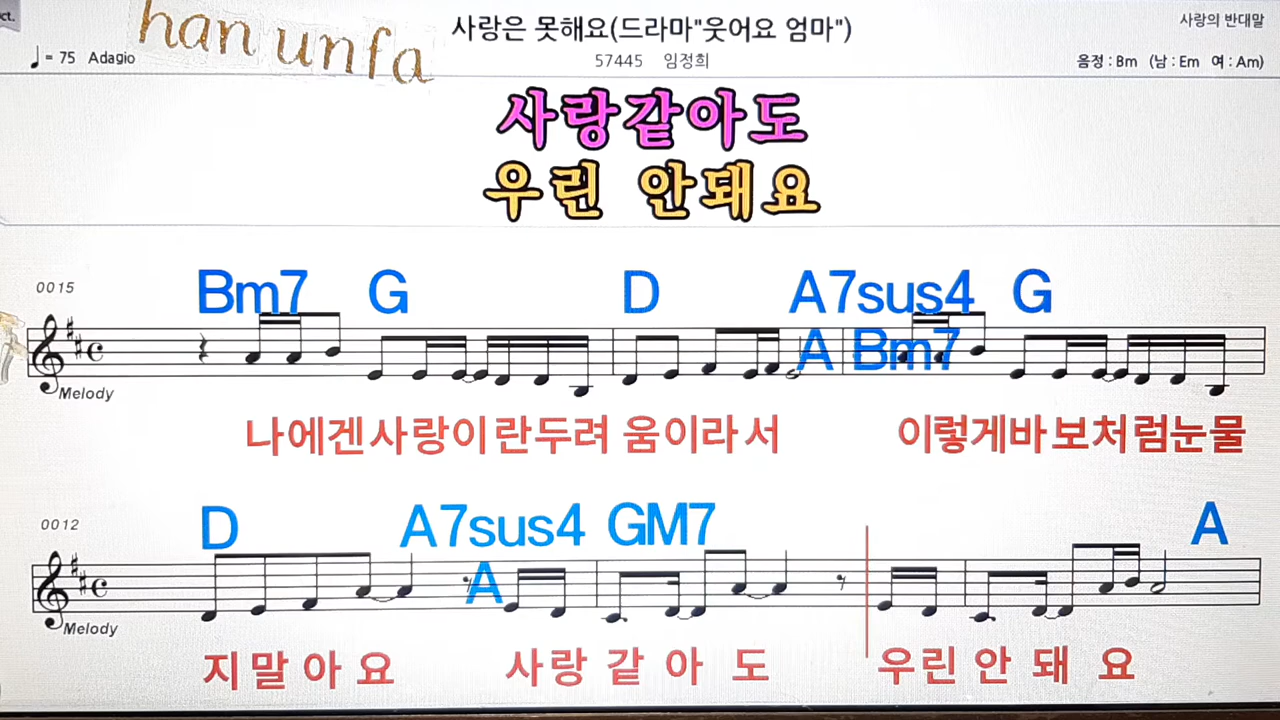 ct.
han unfa
사랑은 못해요(드라마"웃어요 엄마")
사랑의 반대말
♩= 75 Adagio
57445 임정희
음정 : Bm (남 : Em 여 : Am)
사랑같아도
우린 안돼요
0015
Bm7 G D A7sus4 G
A Bm7
Melody
나에겐사랑이란두려 움이라서 이렇게바보처럼눈물
0012
D A7sus4 GM7 A
A
Melody
지말아요 사랑 같 아 도 우린 안 돼 요